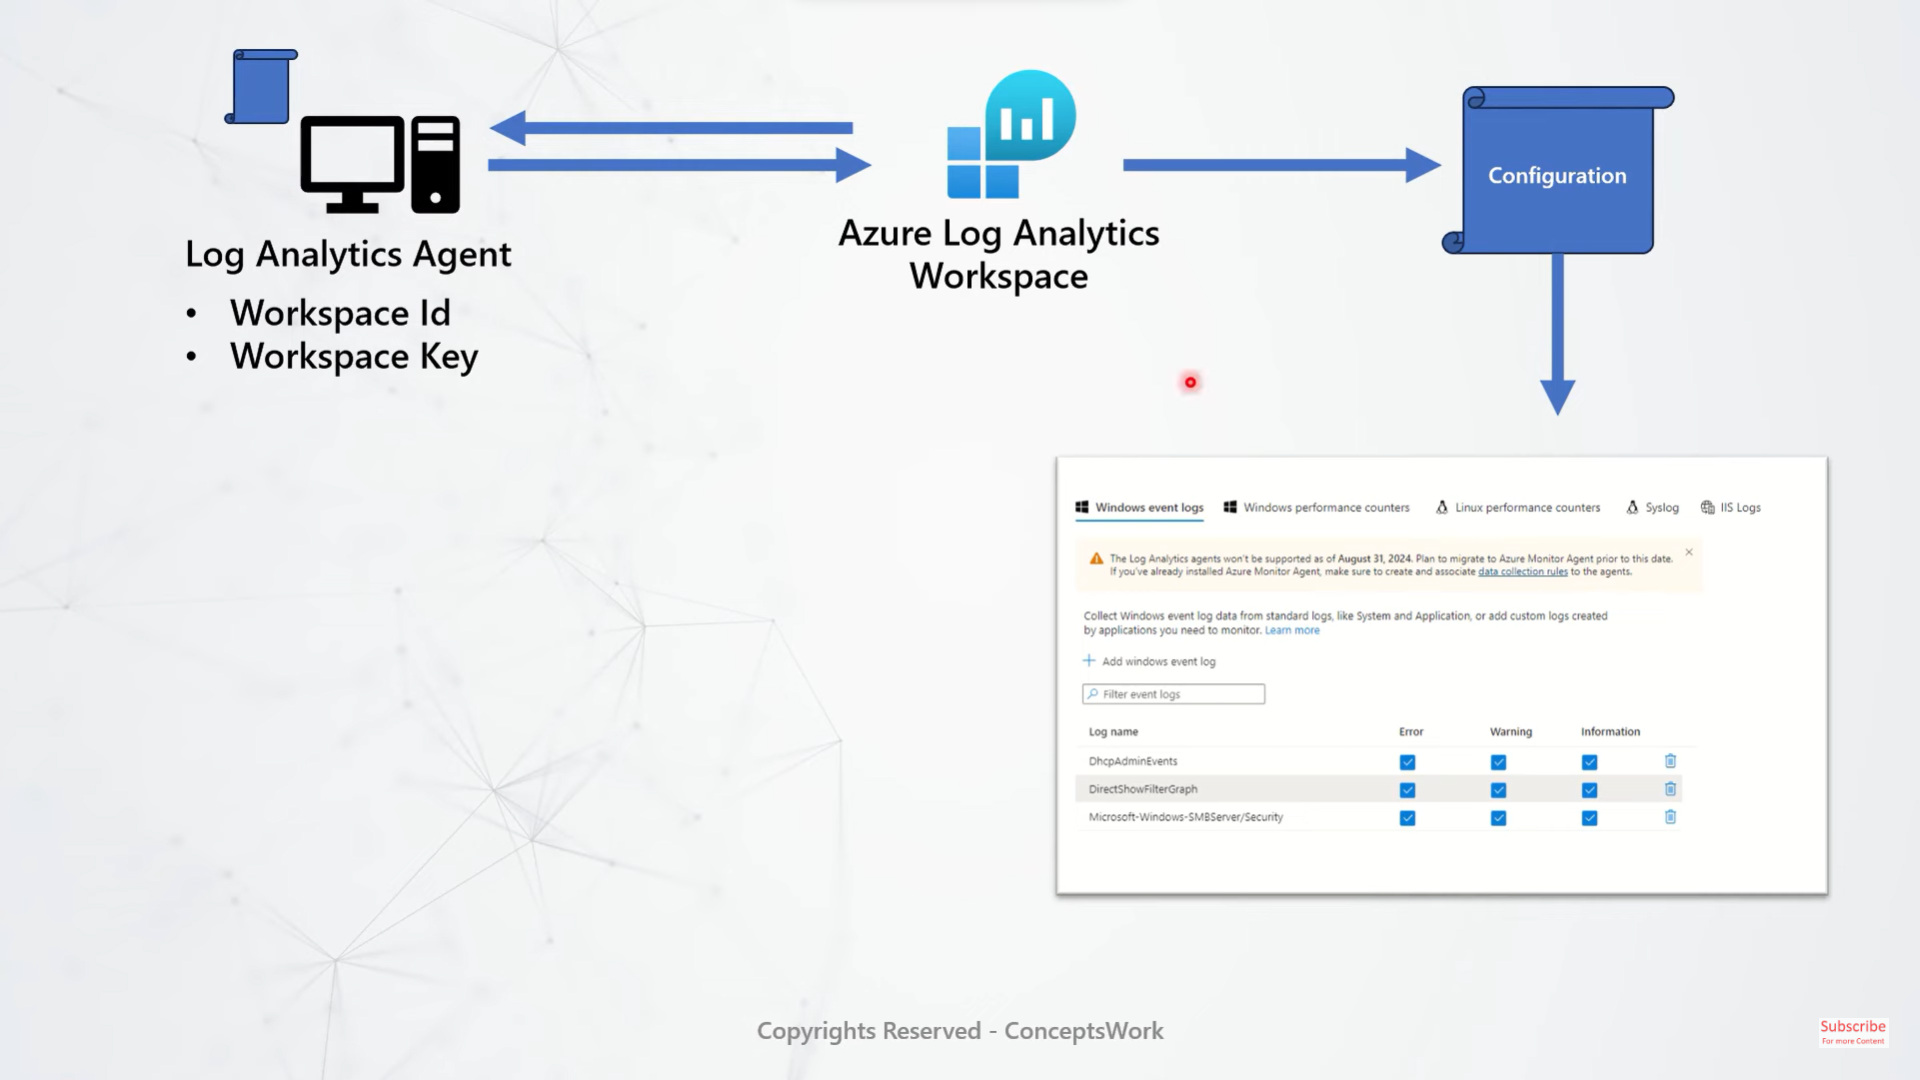 Log Analytics Agent
• Workspace Id
• Workspace Key
Azure Log Analytics
Workspace
Configuration
Windows event logs Windows performance counters Linux performance counters Syslog IIS Logs
The Log Analytics agents won't be supported as of August 31, 2024. Plan to migrate to Azure Monitor Agent prior to this date.
If you've already installed Azure Monitor Agent, make sure to create and associate data collection rules to the agents.
Collect Windows event log data from standard logs, like System and Application, or add custom logs created
by applications you need to monitor. Learn more
Add windows event log
Filter event logs
Log name Error Warning Information
DhcpAdminEvents
DirectShowFilterGraph
Microsoft-Windows-SMBServer/Security
Copyrights Reserved - ConceptsWork
Subscribe
For more Content